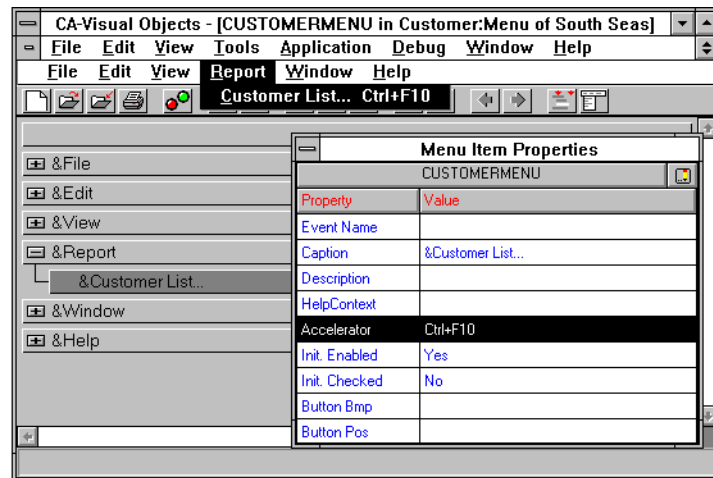 CA-Visual Objects - [CUSTOMERMENU in Customer:Menu of South Seas]
File Edit View Tools Application Debug Window Help
File Edit View Report Window Help
Customer List... Ctrl+F10
Menu Item Properties
CUSTOMERMENU
Property Value
Event Name
Caption &Customer List...
Description
HelpContext
Accelerator Ctrl+F10
Init. Enabled Yes
Init. Checked No
Button Bmp
Button Pos
&File
&Edit
&View
&Report
&Customer List...
&Window
&Help